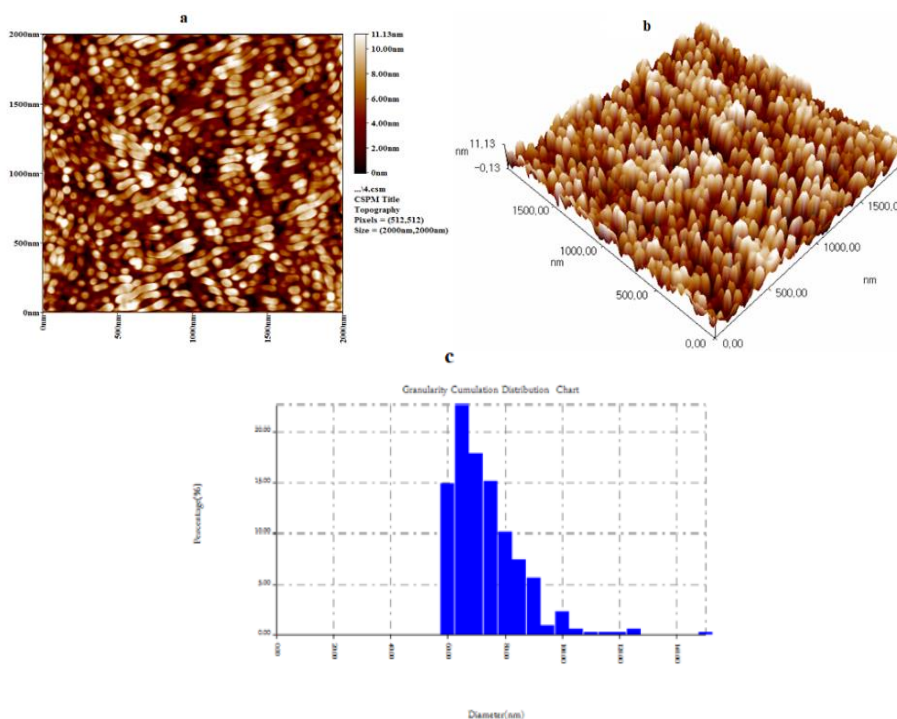 a
2000nm
1500nm
1000nm
500nm
0nm
0nm
500nm
1000nm
1500nm
2000nm
11.13nm
10.00nm
8.00nm
6.00nm
4.00nm
2.00nm
0nm
...\4.csm
CSPM Title
Topography
Pixels = (512,512)
Size = (2000nm,2000nm)
b
11,13
nm
-0,13
1500,00
1000,00
nm
500,00
0,00
0,00
500,00
nm
1000,00
1500,00
c
Granularity Cumulation Distribution Chart
Percentage(%)
20.00
15.00
10.00
5.00
0.00
Diameter(nm)